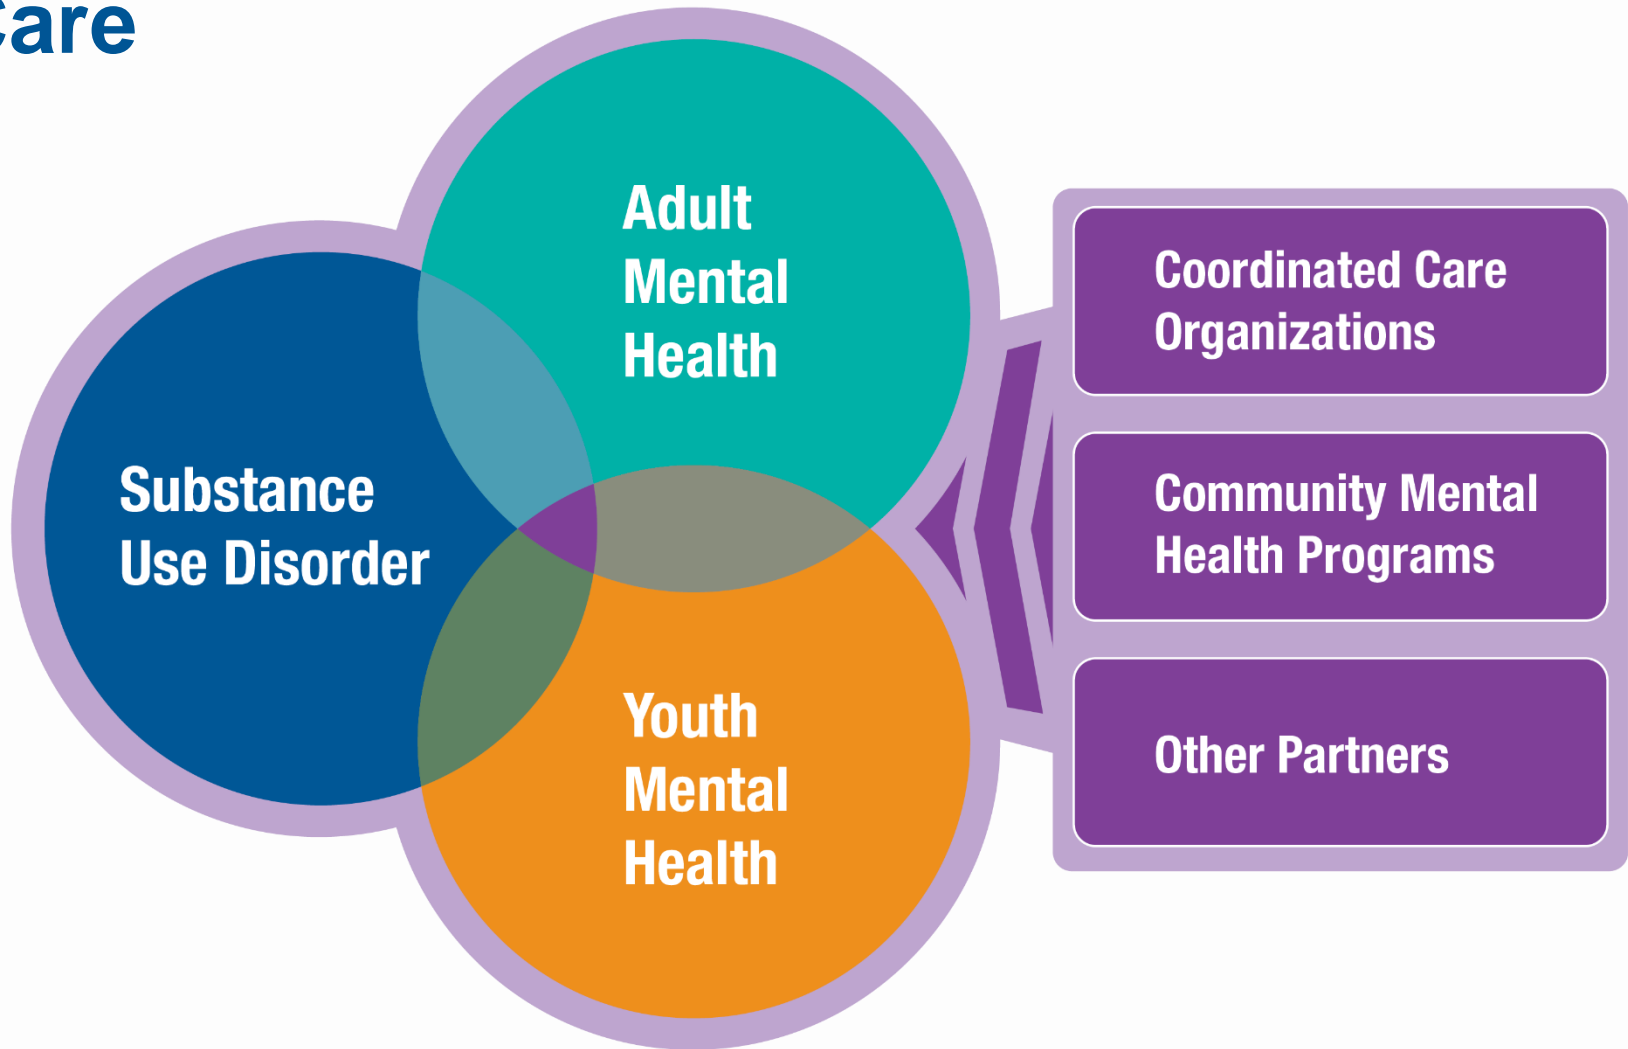 Care
Adult
Mental
Health
Substance
Use Disorder
Youth
Mental
Health
Coordinated Care
Organizations
Community Mental
Health Programs
Other Partners